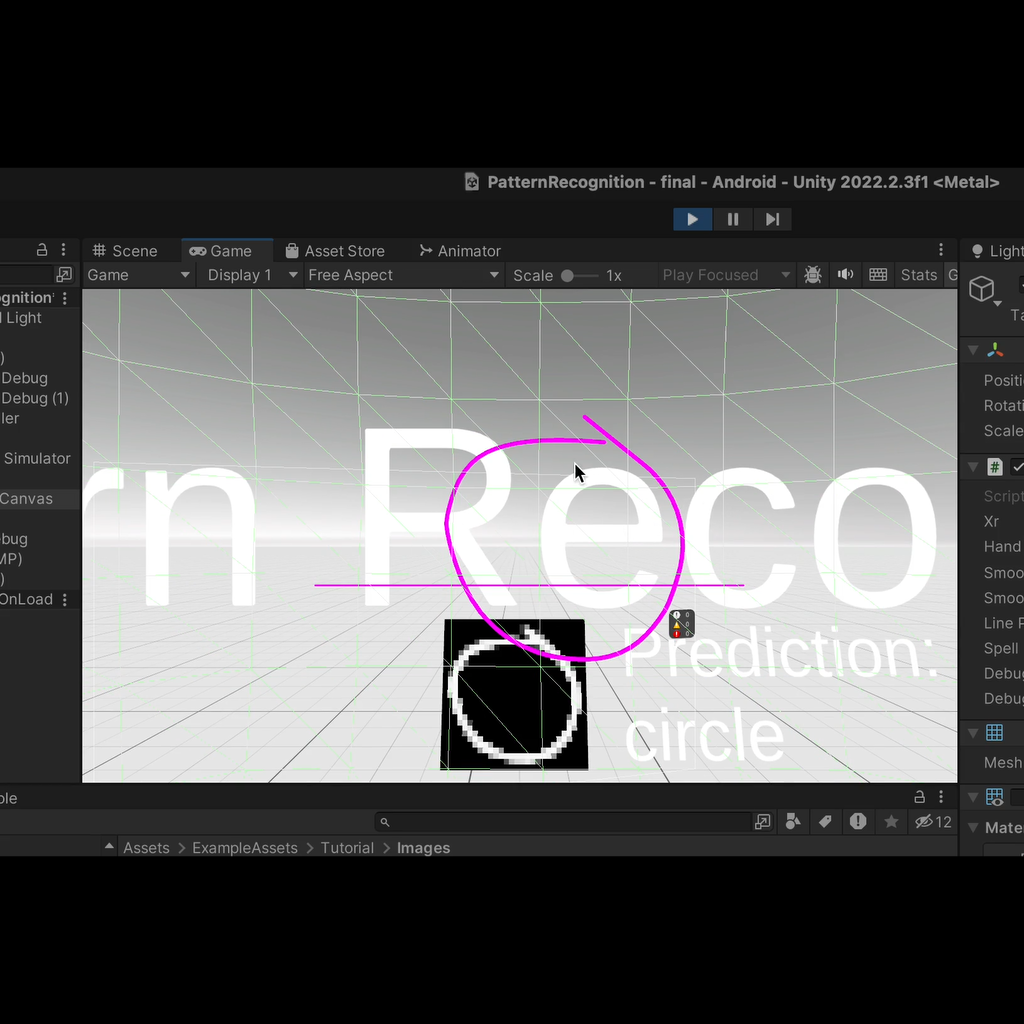 PatternRecognition - final - Android - Unity 2022.2.3f1 <Metal>
Scene Game Asset Store Animator Light
Game Display 1 Free Aspect Scale 1x Play Focused Stats G
ognition'
Light
)
Debug
Debug (1)
ler
Simulator
Canvas
bug
MP)
)
OnLoad
rn Reco
Prediction:
circle
Ta
Positi
Rotati
Scale
Script
Xr
Hand
Smoo
Smoo
Line P
Spell
Debug
Debug
Mesh
Mate
ole
12
Assets > ExampleAssets > Tutorial > Images